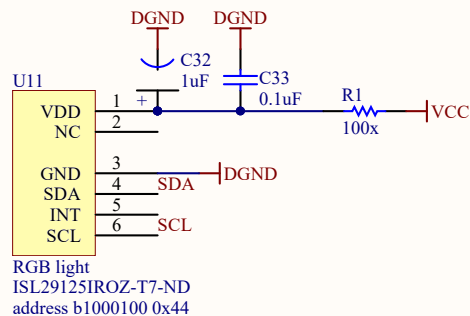 DGND
DGND
C32
1uF
C33
0.1uF
R1
100x
VCC
U11
+
VDD 1
NC 2
GND 3
DGND
SDA 4
SDA
INT 5
SCL 6
SCL
RGB light
ISL29125IROZ-T7-ND
address b1000100 0x44